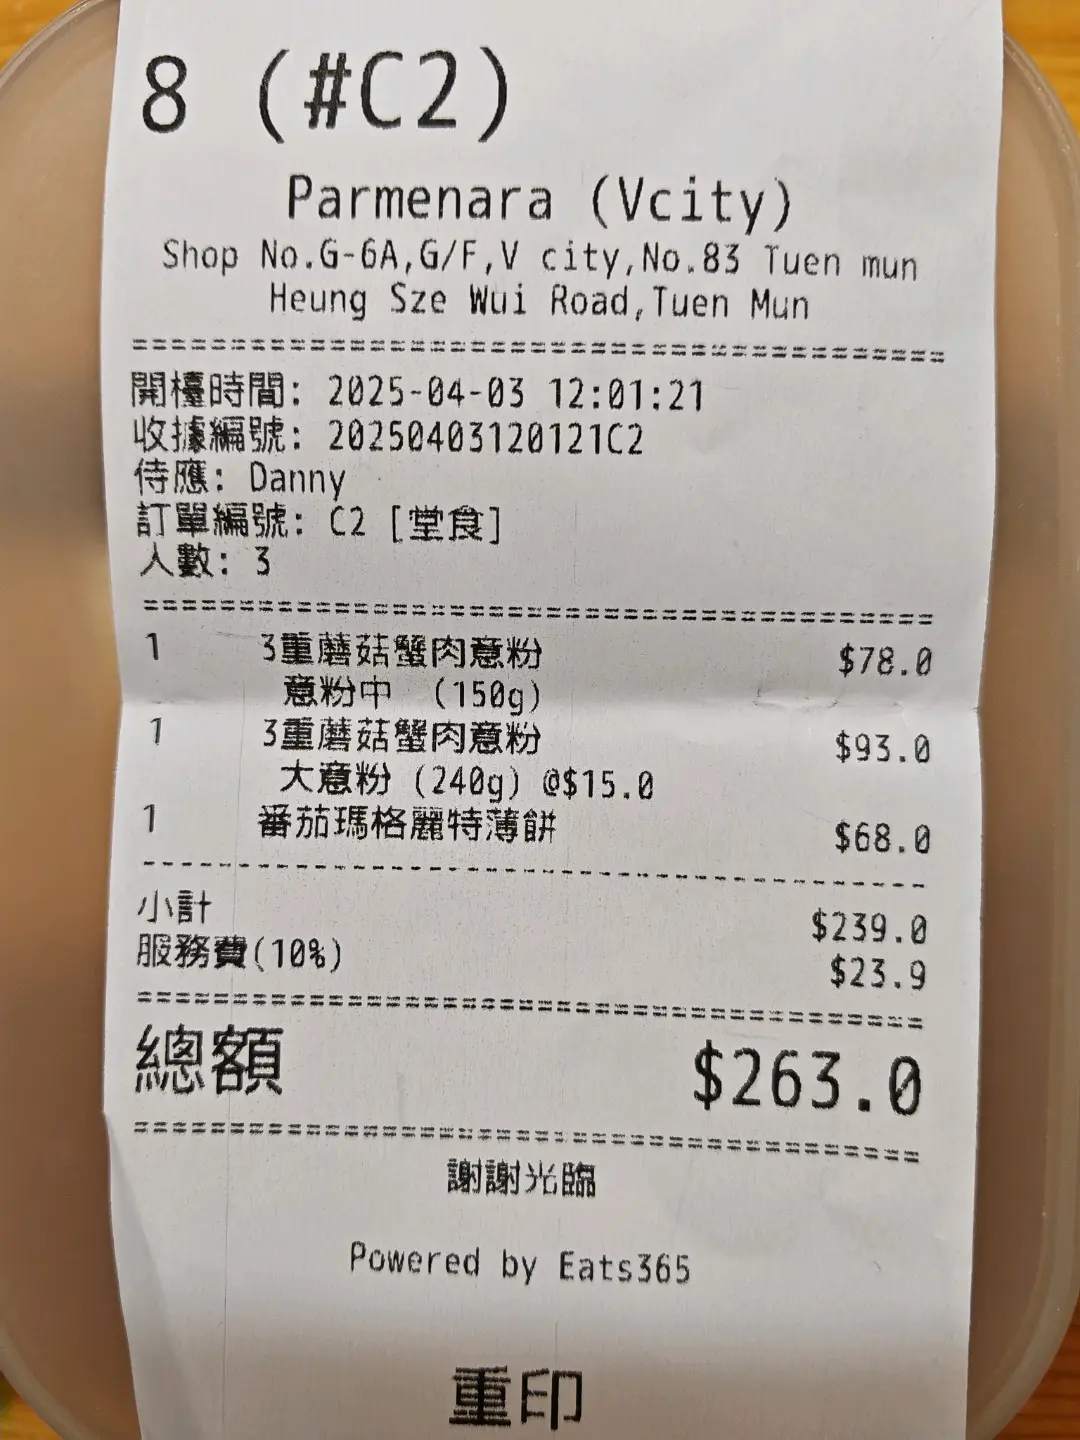 8 (#C2)
Parmenara (Vcity)
Shop No.G-6A,G/F,V city,No.83 Tuen mun
Heung Sze Wui Road,Tuen Mun
開檯時間: 2025-04-03 12:01:21
收據編號: 20250403120121C2
侍應: Danny
訂單編號: C2 [堂食]
人數: 3
1 3重蘑菇蟹肉意粉 $78.0
意粉中 (150g)
1 3重蘑菇蟹肉意粉 $93.0
大意粉 (240g) @$15.0
1 番茄瑪格麗特薄餅 $68.0
小計 $239.0
服務費(10%) $23.9
總額 $263.0
謝謝光臨
Powered by Eats365
重印